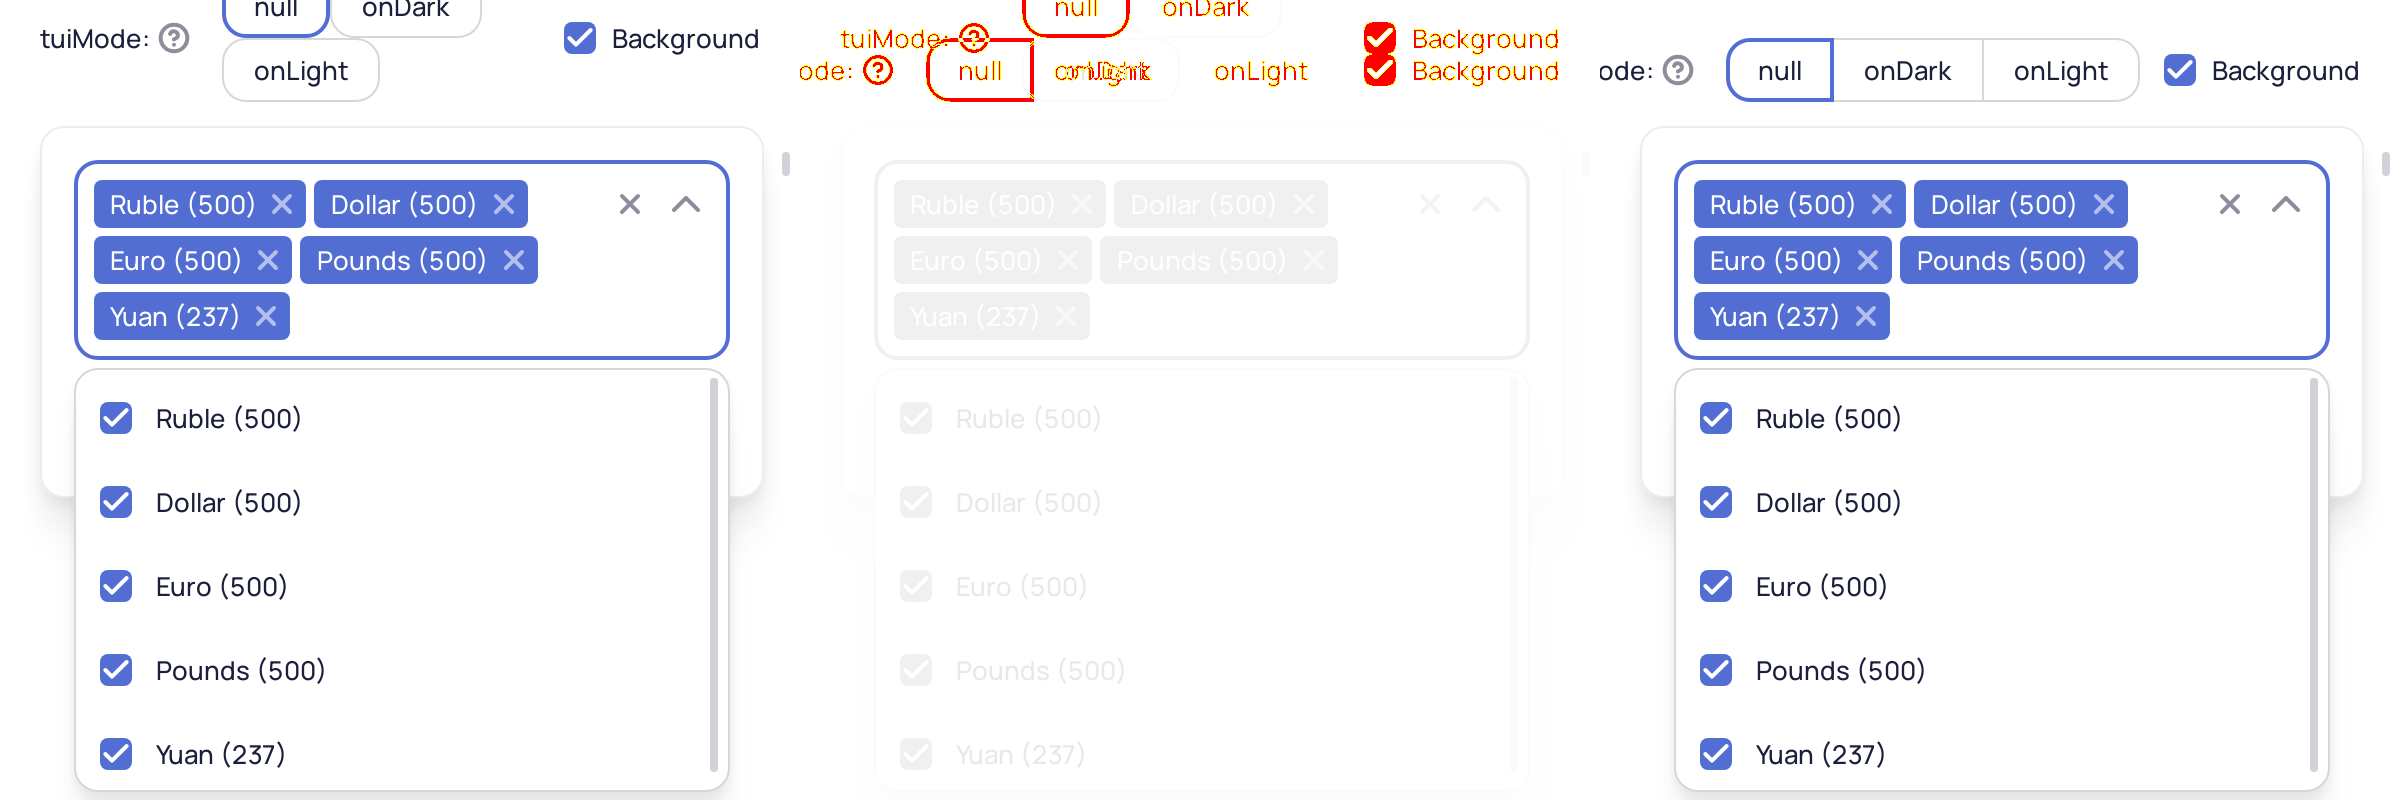 null onDark
tuiMode: Background
onLight
Ruble (500) Dollar (500)
Euro (500) Pounds (500)
Yuan (237)
Ruble (500)
Dollar (500)
Euro (500)
Pounds (500)
Yuan (237)
null onDark
tuiMode: Background
ode: null onLight Background
Ruble (500) Dollar (500)
Euro (500) Pounds (500)
Yuan (237)
Ruble (500)
Dollar (500)
Euro (500)
Pounds (500)
Yuan (237)
ode: null onDark onLight Background
Ruble (500) Dollar (500)
Euro (500) Pounds (500)
Yuan (237)
Ruble (500)
Dollar (500)
Euro (500)
Pounds (500)
Yuan (237)